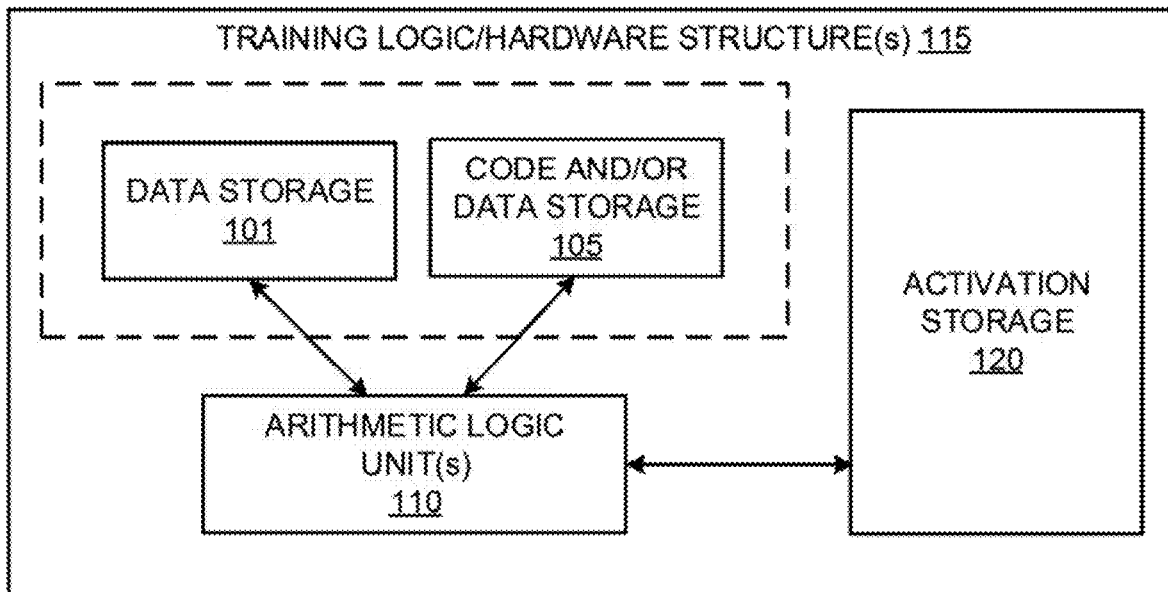 TRAINING LOGIC/HARDWARE STRUCTURE(s) 115
DATA STORAGE
101
CODE AND/OR
DATA STORAGE
105
ARITHMETIC LOGIC
UNIT(s)
110
ACTIVATION
STORAGE
120